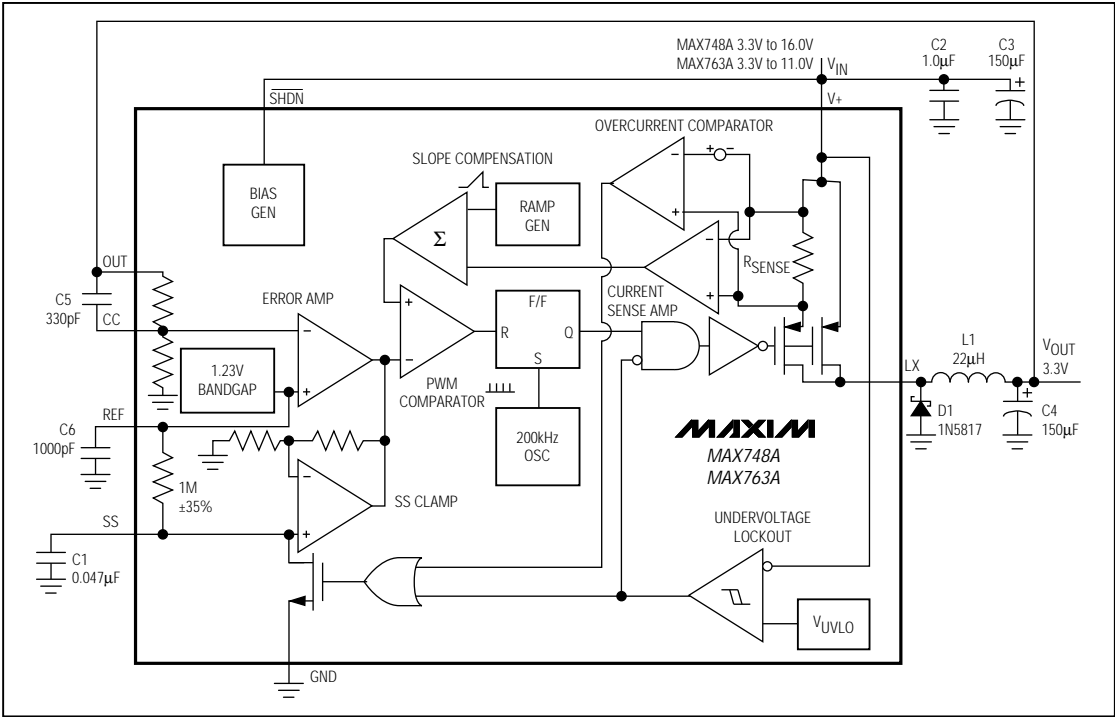 MAX748A 3.3V to 16.0V
MAX763A 3.3V to 11.0V
VIN
C2
1.0µF
C3
150µF
+
SHDN
V+
OVERCURRENT COMPARATOR
SLOPE COMPENSATION
BIAS
GEN
RAMP
GEN
Σ
+ −
−
+
−
+
RSENSE
OUT
C5
330pF
CC
ERROR AMP
−
+
+
−
F/F
R
Q
S
CURRENT
SENSE AMP
1.23V
BANDGAP
PWM
COMPARATOR
LX
L1
22µH
VOUT
3.3V
+
D1
1N5817
C4
150µF
REF
C6
1000pF
200kHz
OSC
MAXIM
MAX748A
MAX763A
1M
±35%
−
+
SS CLAMP
SS
C1
0.047µF
UNDERVOLTAGE
LOCKOUT
VUVLO
GND